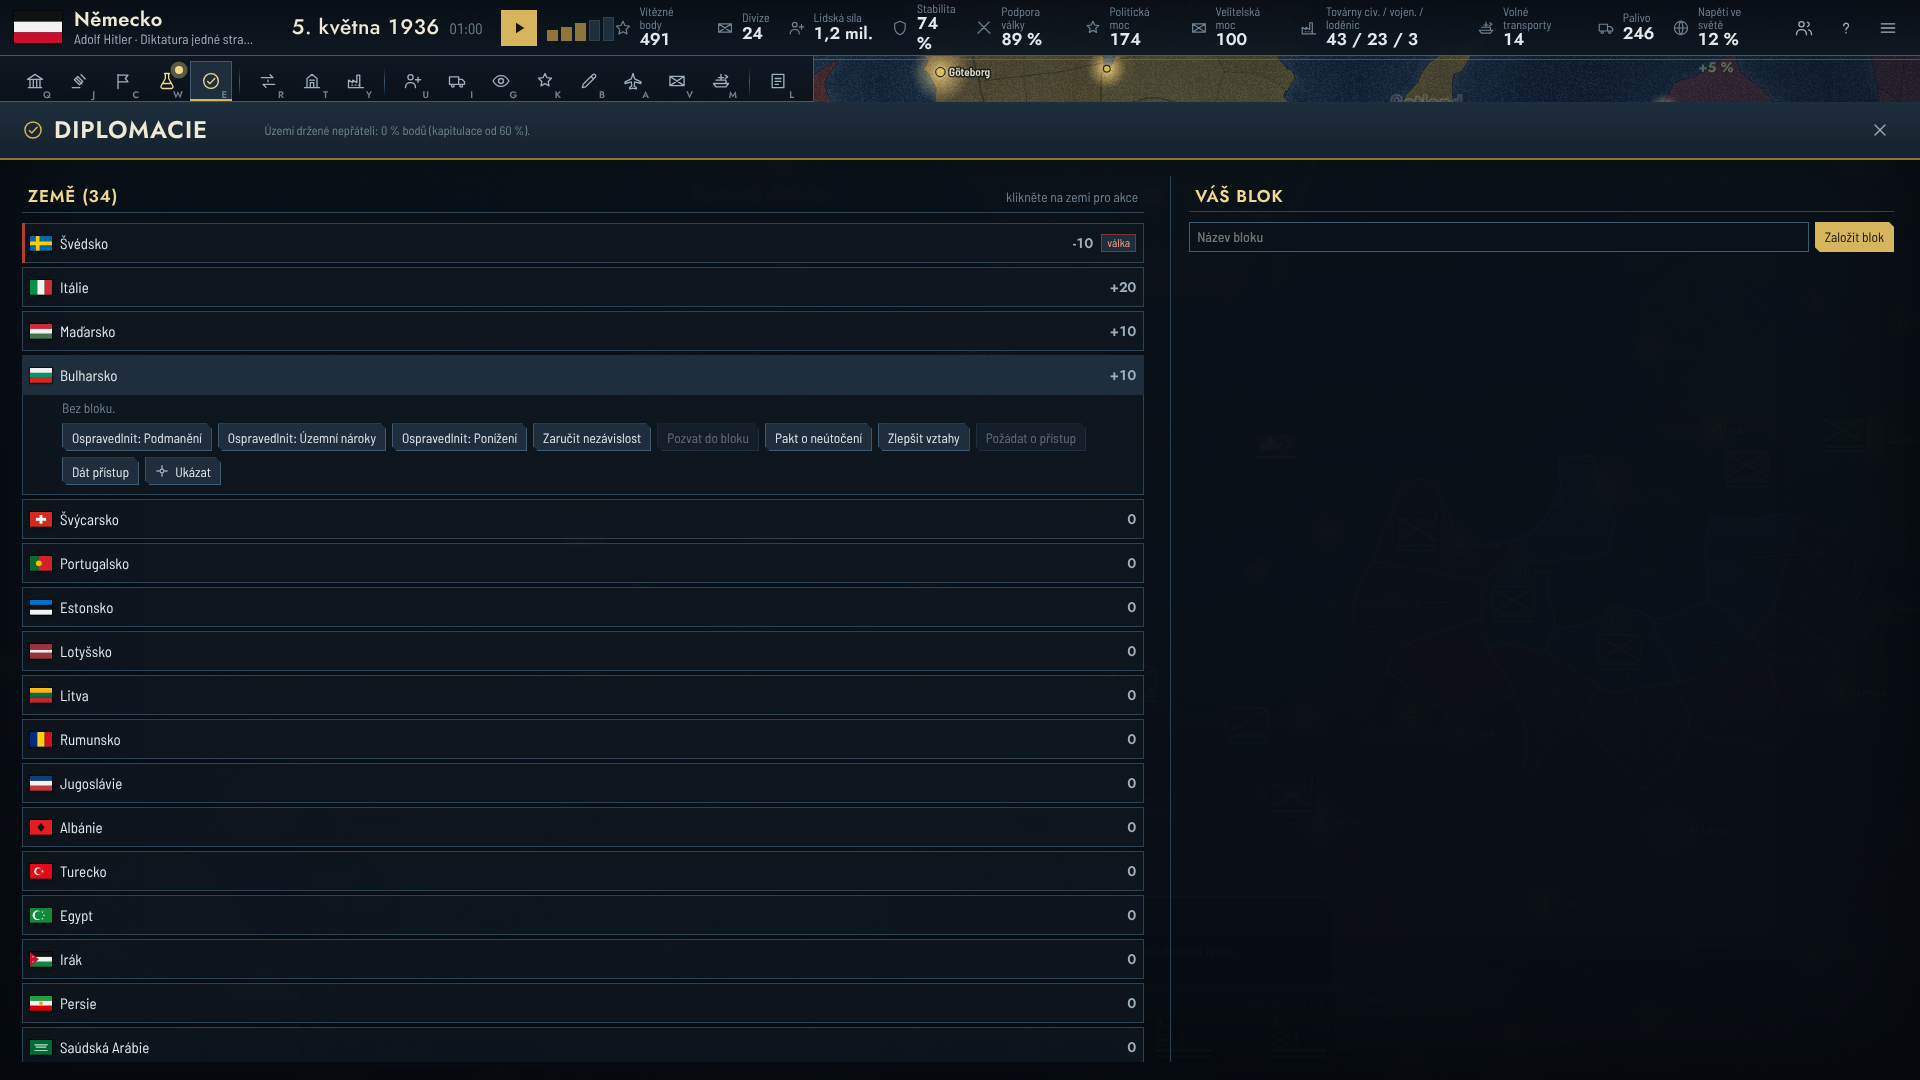 Německo
Adolf Hitler · Diktatura jedné stra...
5. května 1936 01:00
Vítězné body 491
Divize 24
Lidská síla 1,2 mil.
Stabilita 74 %
Podpora války 89 %
Politická moc 174
Velitelská moc 100
Továrny civ. / vojen. / loděnic 43 / 23 / 3
Volné transporty 14
Palivo 246
Napětí ve světě 12 %
+5 %
?
Q J C W E R T Y U I G K B A V M L
Göteborg
DIPLOMACIE
Území držené nepřáteli: 0 % bodů (kapitulace od 60 %).
ZEMĚ (34)
klikněte na zemi pro akce
Švédsko -10 válka
Itálie +20
Maďarsko +10
Bulharsko +10
Bez bloku.
Ospravedlnit: Podmanění Ospravedlnit: Územní nároky Ospravedlnit: Ponížení Zaručit nezávislost Pozvat do bloku Pakt o neútočení Zlepšit vztahy Požádat o přístup
Dát přístup Ukázat
Švýcarsko 0
Portugalsko 0
Estonsko 0
Lotyšsko 0
Litva 0
Rumunsko 0
Jugoslávie 0
Albánie 0
Turecko 0
Egypt 0
Irák 0
Persie 0
Saúdská Arábie 0
VÁŠ BLOK
Název bloku
Založit blok